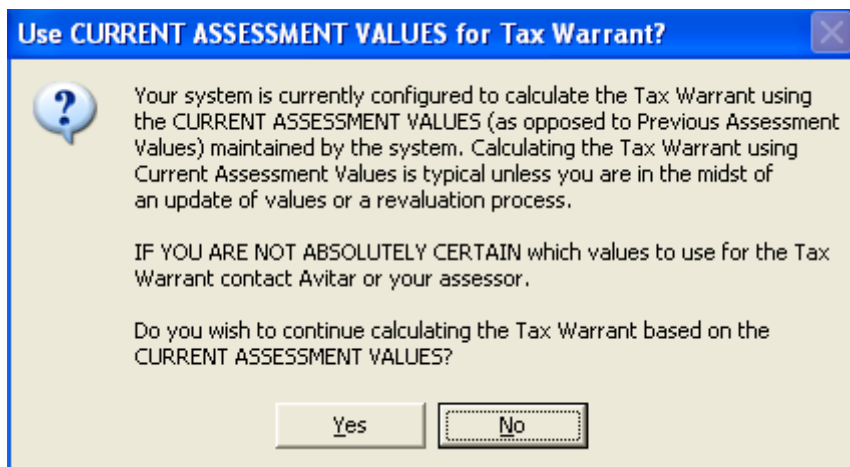 Use CURRENT ASSESSMENT VALUES for Tax Warrant?
Your system is currently configured to calculate the Tax Warrant using
the CURRENT ASSESSMENT VALUES (as opposed to Previous Assessment
Values) maintained by the system. Calculating the Tax Warrant using
Current Assessment Values is typical unless you are in the midst of
an update of values or a revaluation process.
IF YOU ARE NOT ABSOLUTELY CERTAIN which values to use for the Tax
Warrant contact Avitar or your assessor.
Do you wish to continue calculating the Tax Warrant based on the
CURRENT ASSESSMENT VALUES?
Yes No